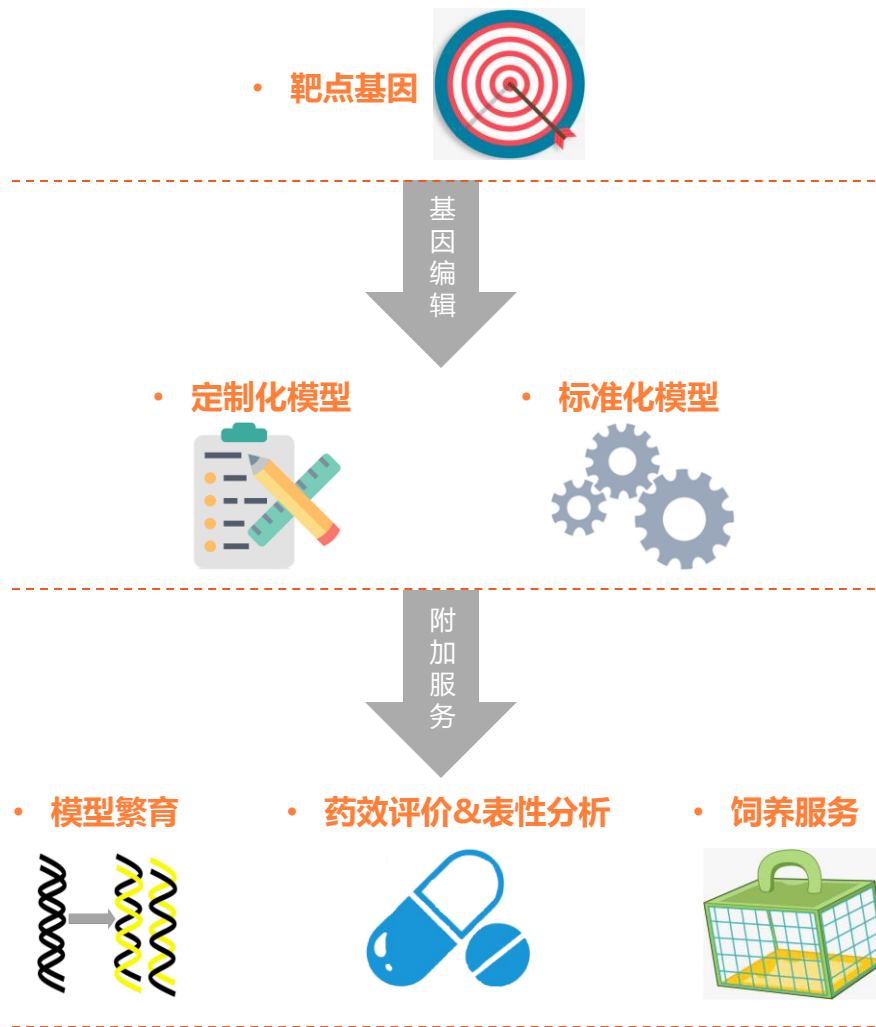 • 靶点基因
基因编辑
• 定制化模型
• 标准化模型
附加服务
• 模型繁育
• 药效评价&表性分析
• 饲养服务